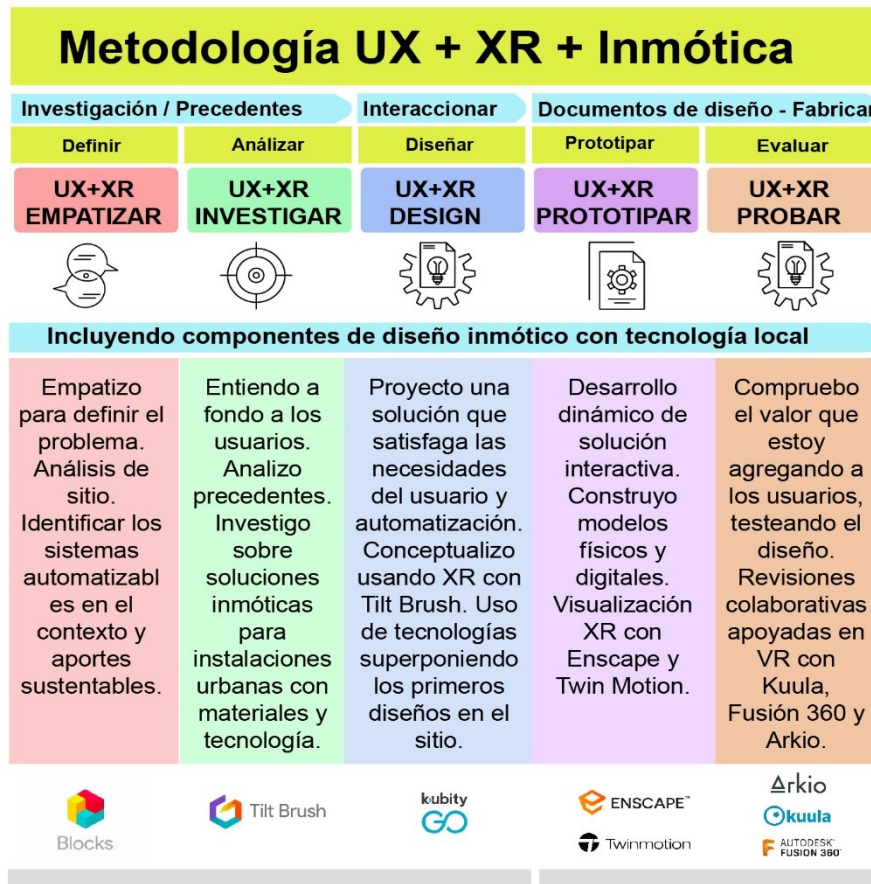 Metodología UX + XR + Inmótica
Investigación / Precedentes
Interaccionar
Documentos de diseño - Fabricar
Definir
Análizar
Diseñar
Prototipar
Evaluar
UX+XR
EMPATIZAR
UX+XR
INVESTIGAR
UX+XR
DESIGN
UX+XR
PROTOTIPAR
UX+XR
PROBAR
Incluyendo componentes de diseño inmótico con tecnología local
Empatizo
para definir el
problema.
Análisis de
sitio.
Identificar los
sistemas
automatizabl
es en el
contexto y
aportes
sustentables.
Entiendo a
fondo a los
usuarios.
Analizo
precedentes.
Investigo
sobre
soluciones
inmóticas
para
instalaciones
urbanas con
materiales y
tecnología.
Proyecto una
solución que
satisfaga las
necesidades
del usuario y
automatización.
Conceptualizo
usando XR con
Tilt Brush. Uso
de tecnologías
superponiendo
los primeros
diseños en el
sitio.
Desarrollo
dinámico de
solución
interactiva.
Construyo
modelos
físicos y
digitales.
Visualización
XR con
Enscape y
Twin Motion.
Compruebo
el valor que
estoy
agregando a
los usuarios,
testeando el
diseño.
Revisiones
colaborativas
apoyadas en
VR con
Kuula,
Fusión 360 y
Arkio.
Blocks
Tilt Brush
kubity
GO
ENSCAPE™
Twinmotion
Arkio
kuula
AUTODESK®
FUSION 360™